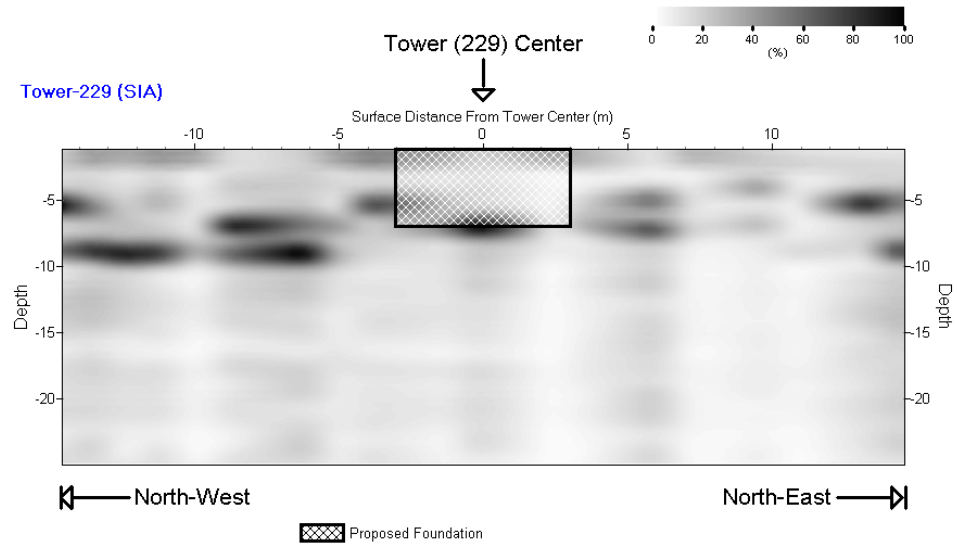 0 20 40 60 80 100
(%)
Tower (229) Center
Tower-229 (SIA)
Surface Distance From Tower Center (m)
-10 -5 0 5 10
-5 -5
-10 -10
Depth Depth
-15 -15
-20 -20
North-West North-East
Proposed Foundation